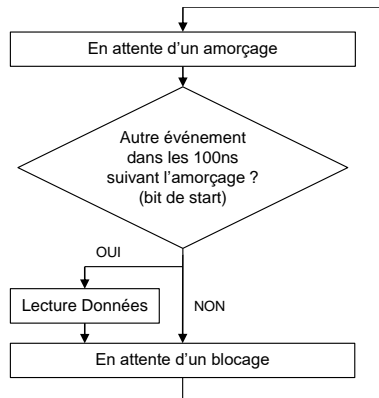 En attente d'un amorçage
Autre événement
dans les 100ns
suivant l'amorçage ?
(bit de start)
OUI
Lecture Données
NON
En attente d'un blocage